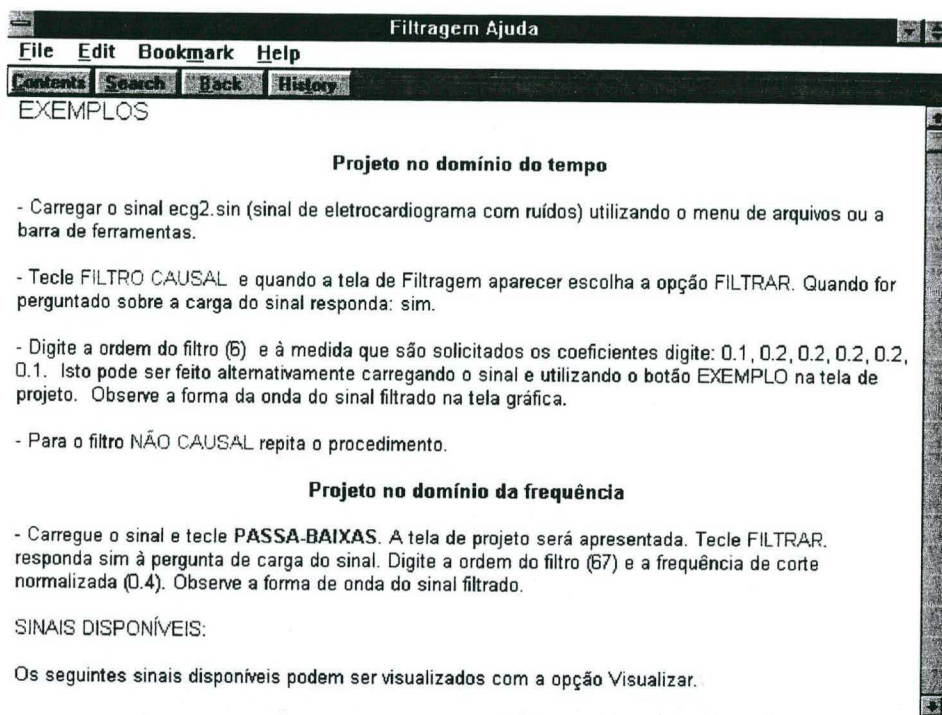 Filtragem Ajuda
File Edit Bookmark Help
Contents Search Back History
EXEMPLOS
Projeto no domínio do tempo
- Carregar o sinal ecg2.sin (sinal de eletrocardiograma com ruídos) utilizando o menu de arquivos ou a
barra de ferramentas.
- Tecle FILTRO CAUSAL e quando a tela de Filtragem aparecer escolha a opção FILTRAR. Quando for
perguntado sobre a carga do sinal responda: sim.
- Digite a ordem do filtro (6) e à medida que são solicitados os coeficientes digite: 0.1, 0.2, 0.2, 0.2, 0.2,
0.1. Isto pode ser feito alternativamente carregando o sinal e utilizando o botão EXEMPLO na tela de
projeto. Observe a forma da onda do sinal filtrado na tela gráfica.
- Para o filtro NÃO CAUSAL repita o procedimento.
Projeto no domínio da frequência
- Carregue o sinal e tecle PASSA-BAIXAS. A tela de projeto será apresentada. Tecle FILTRAR.
responda sim à pergunta de carga do sinal. Digite a ordem do filtro (67) e a frequência de corte
normalizada (0.4). Observe a forma de onda do sinal filtrado.
SINAIS DISPONÍVEIS:
Os seguintes sinais disponíveis podem ser visualizados com a opção Visualizar.